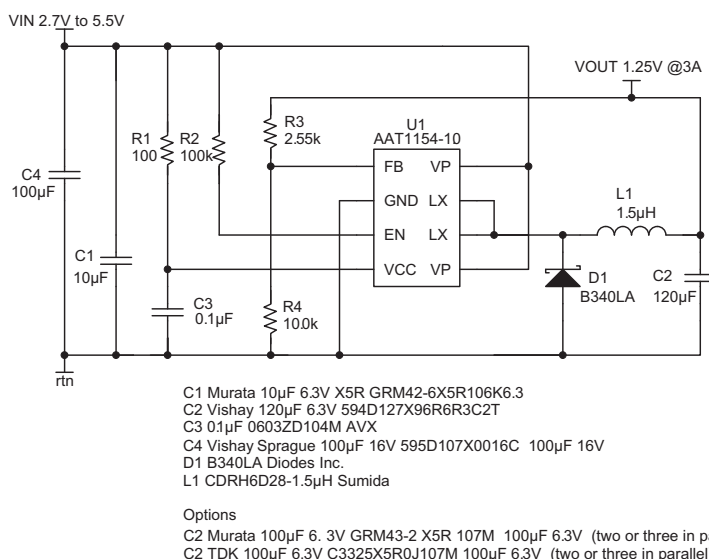 VIN 2.7V to 5.5V
VOUT 1.25V @3A
R1
100
R2
100k
R3
2.55k
U1
AAT1154-10
FB
VP
GND
LX
EN
LX
VCC
VP
L1
1.5µH
C4
100µF
C1
10µF
C3
0.1µF
R4
10.0k
D1
B340LA
C2
120µF
rtn
C1 Murata 10µF 6.3V X5R GRM42-6X5R106K6.3
C2 Vishay 120µF 6.3V 594D127X96R6R3C2T
C3 0.1µF 0603ZD104M AVX
C4 Vishay Sprague 100µF 16V 595D107X0016C 100µF 16V
D1 B340LA Diodes Inc.
L1 CDRH6D28-1.5µH Sumida
Options
C2 Murata 100µF 6. 3V GRM43-2 X5R 107M 100µF 6.3V (two or three in pa
C2 TDK 100µF 6.3V C3325X5R0J107M 100µF 6.3V (two or three in parallel